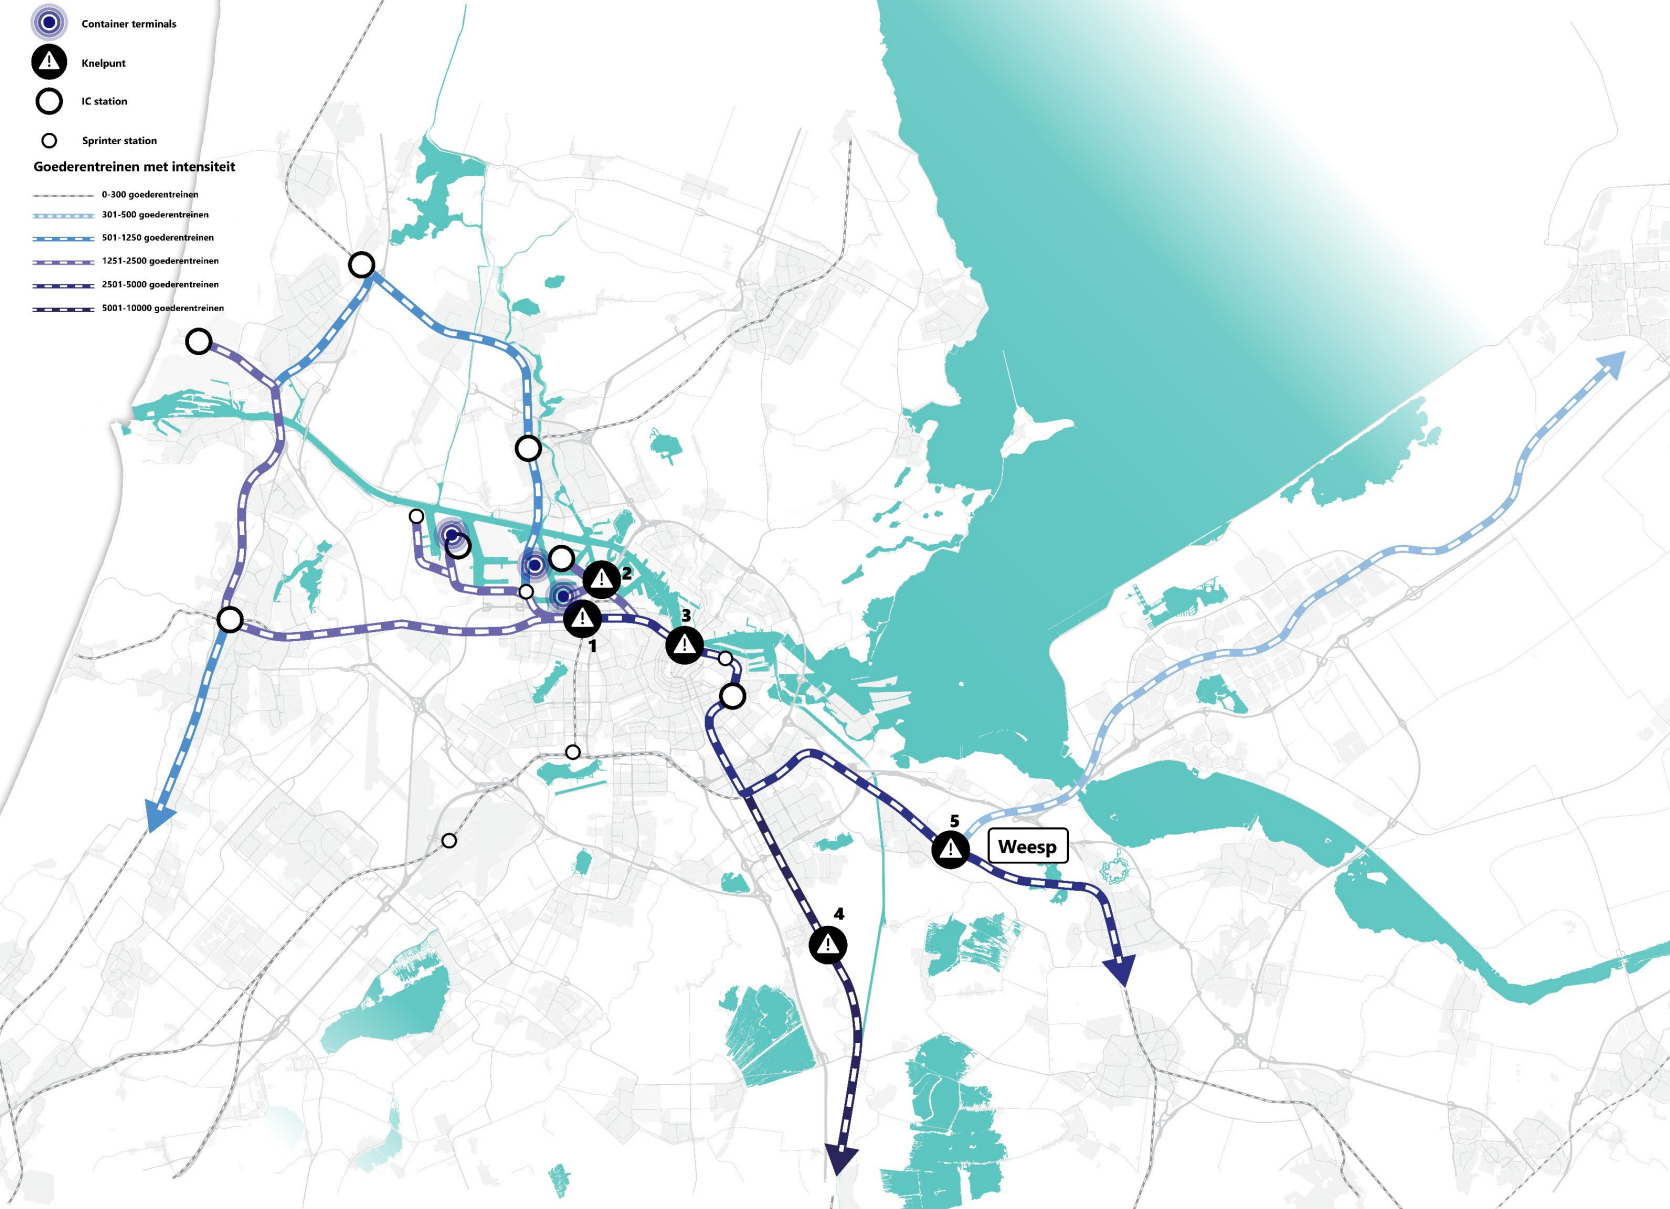 Container terminals
Knelpunt
IC station
Sprinter station
Goederentreinen met intensiteit
0-300 goederentreinen
301-500 goederentreinen
501-1250 goederentreinen
1251-2500 goederentreinen
2501-5000 goederentreinen
5001-10000 goederentreinen
2
3
1
5
Weesp
4